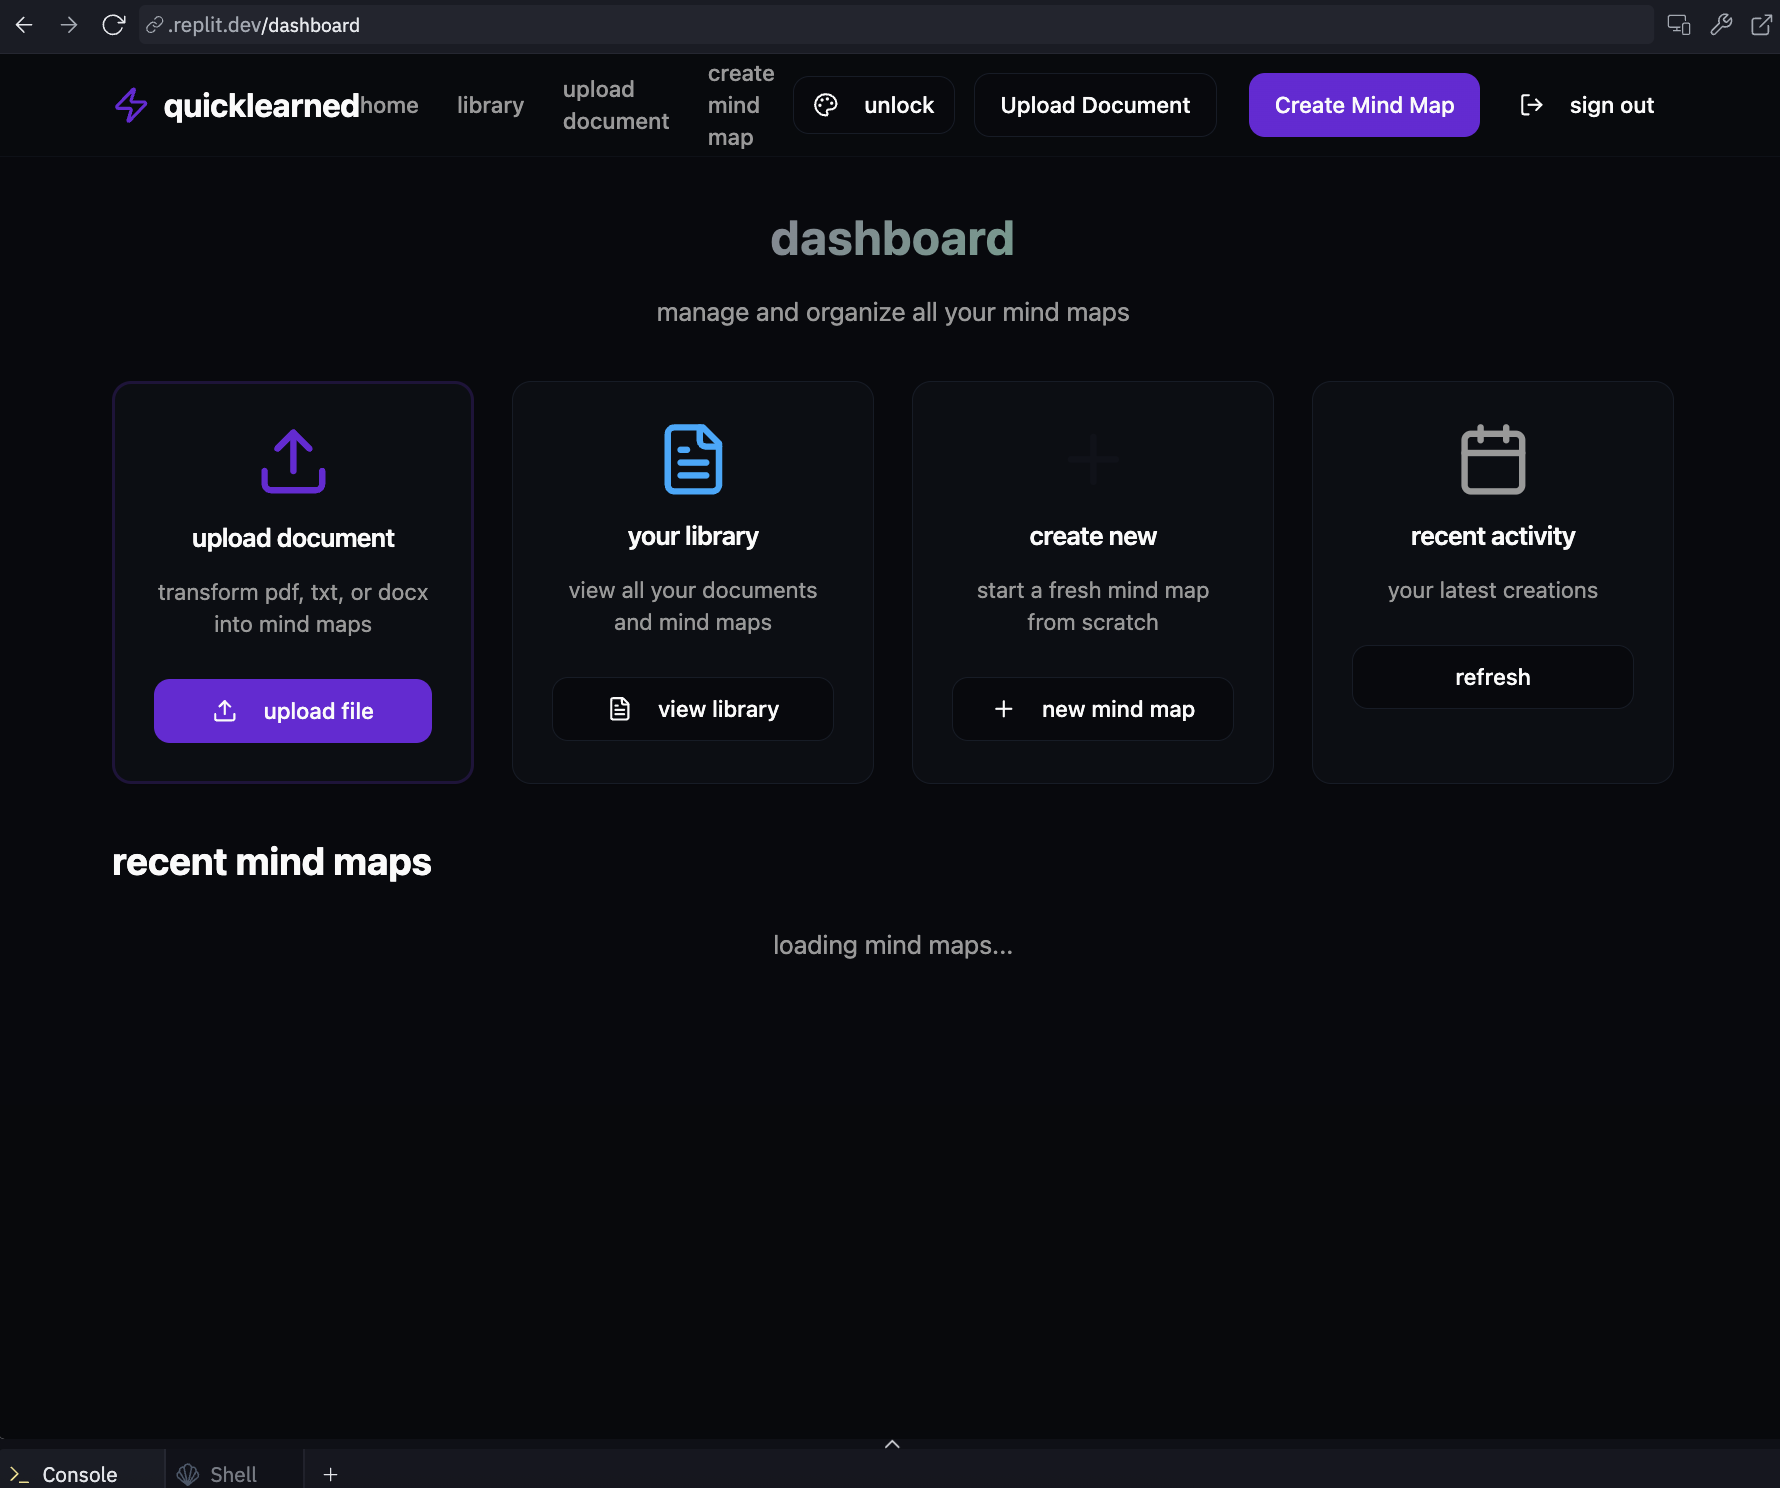 .replit.dev/dashboard
quicklearned
home
library
upload
document
create
mind
map
unlock
Upload Document
Create Mind Map
sign out
dashboard
manage and organize all your mind maps
upload document
transform pdf, txt, or docx
into mind maps
upload file
your library
view all your documents
and mind maps
view library
create new
start a fresh mind map
from scratch
new mind map
recent activity
your latest creations
refresh
recent mind maps
loading mind maps...
Console
Shell